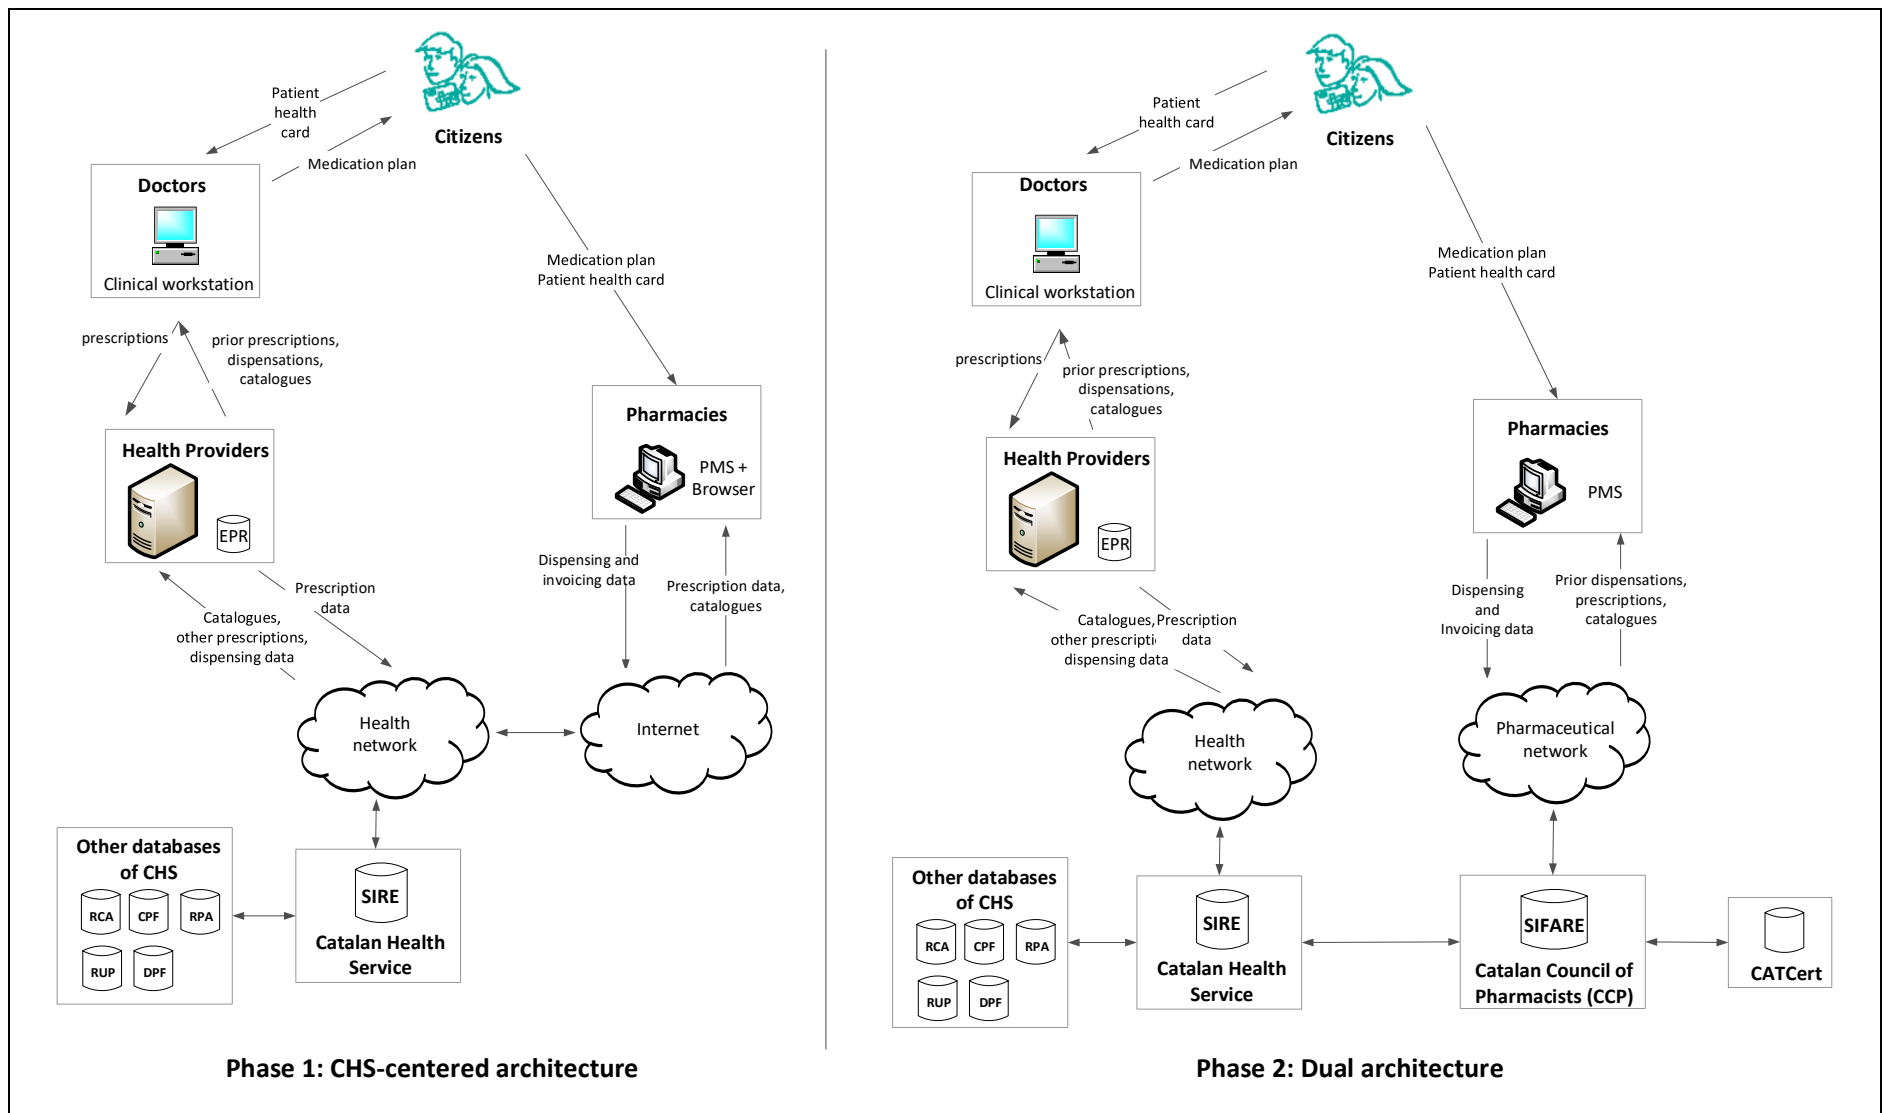 Patient
health
card
Citizens
Medication plan
Doctors
Clinical workstation
Medication plan
Patient health card
prescriptions
prior prescriptions,
dispensations,
catalogues
Health Providers
EPR
Pharmacies
PMS +
Browser
Dispensing and
invoicing data
Prescription data,
catalogues
Prescription
data
Catalogues,
other prescriptions,
dispensing data
Health
network
Internet
Other databases
of CHS
RCA
CPF
RPA
RUP
DPF
SIRE
Catalan Health
Service
Phase 1: CHS-centered architecture
Patient
health card
Citizens
Medication plan
Doctors
Clinical workstation
Medication plan
Patient health card
prescriptions
prior prescriptions,
dispensations,
catalogues
Health Providers
EPR
Pharmacies
PMS
Dispensing
and
Invoicing data
Prior dispensations,
prescriptions,
catalogues
Catalogues,
other prescripti
dispensing data
Prescription
data
Health
network
Pharmaceutical
network
Other databases
of CHS
RCA
CPF
RPA
RUP
DPF
SIRE
Catalan Health
Service
SIFARE
Catalan Council of
Pharmacists (CCP)
CATCert
Phase 2: Dual architecture